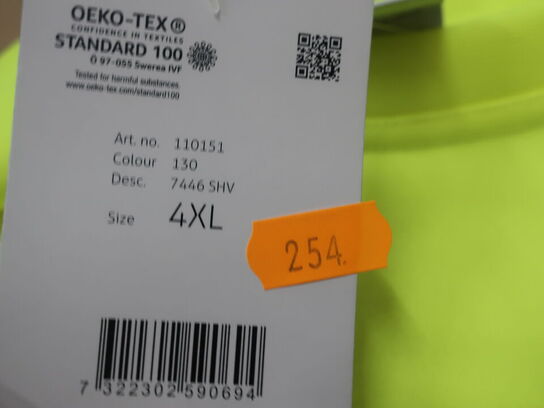 OEKO-TEX®
CONFIDENCE IN TEXTILES
STANDARD 100
0 97-055 Swerea IVF
Tested for harmful substances.
www.oeko-tex.com/standard100
Art. no. 110151
Colour 130
Desc. 7446 SHV
Size 4XL
254.
7 322302 590694